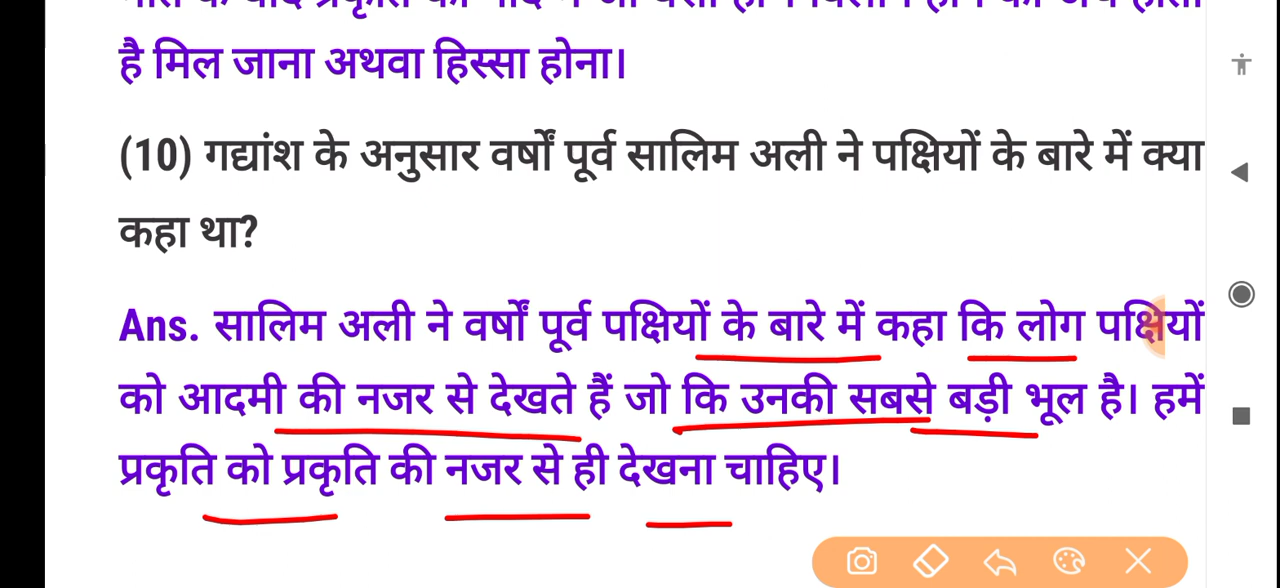 है मिल जाना अथवा हिस्सा होना।
(10) गद्यांश के अनुसार वर्षों पूर्व सालिम अली ने पक्षियों के बारे में क्या
कहा था?
Ans. सालिम अली ने वर्षों पूर्व पक्षियों के बारे में कहा कि लोग पक्षियों
को आदमी की नजर से देखते हैं जो कि उनकी सबसे बड़ी भूल है। हमें
प्रकृति को प्रकृति की नजर से ही देखना चाहिए।